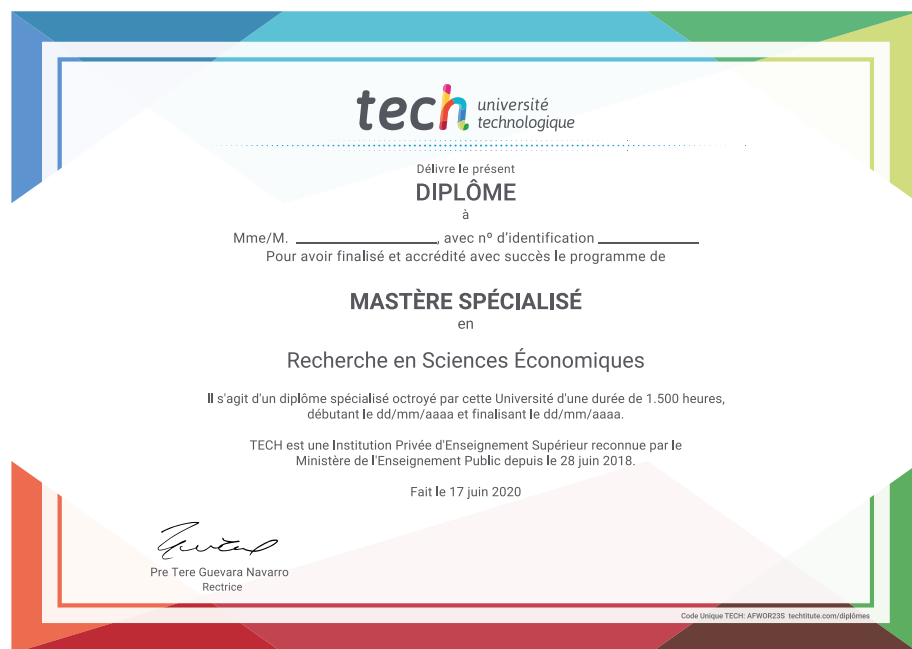 tech université
technologique
Délivre le présent
DIPLÔME
à
Mme/M. ____________________, avec nº d'identification ______________
Pour avoir finalisé et accrédité avec succès le programme de
MASTÈRE SPÉCIALISÉ
en
Recherche en Sciences Économiques
Il s'agit d'un diplôme spécialisé octroyé par cette Université d'une durée de 1.500 heures,
débutant le dd/mm/aaaa et finalisant le dd/mm/aaaa.
TECH est une Institution Privée d'Enseignement Supérieur reconnue par le
Ministère de l'Enseignement Public depuis le 28 juin 2018.
Fait le 17 juin 2020
Pre Tere Guevara Navarro
Rectrice
Code Unique TECH: AFWOR23S techtitute.com/diplômes